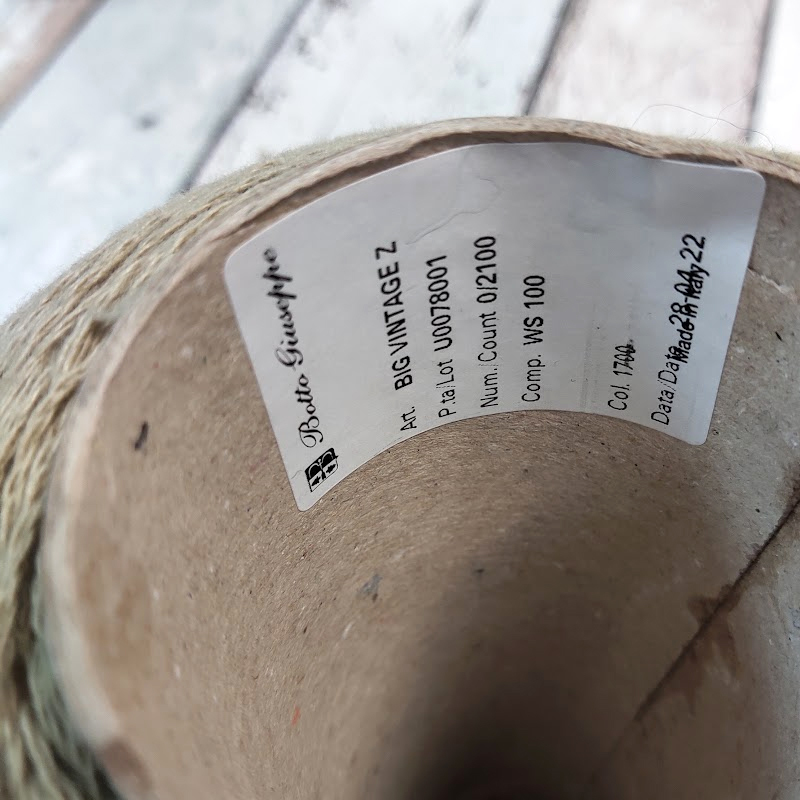 Botto Giuseppe
Art. BIG VINTAGE Z
P.ta/Lot U0078001
Num./Count 0/2100
Comp. WS 100
Col. 1700
Data/Data 28.04.22
Made in Italy